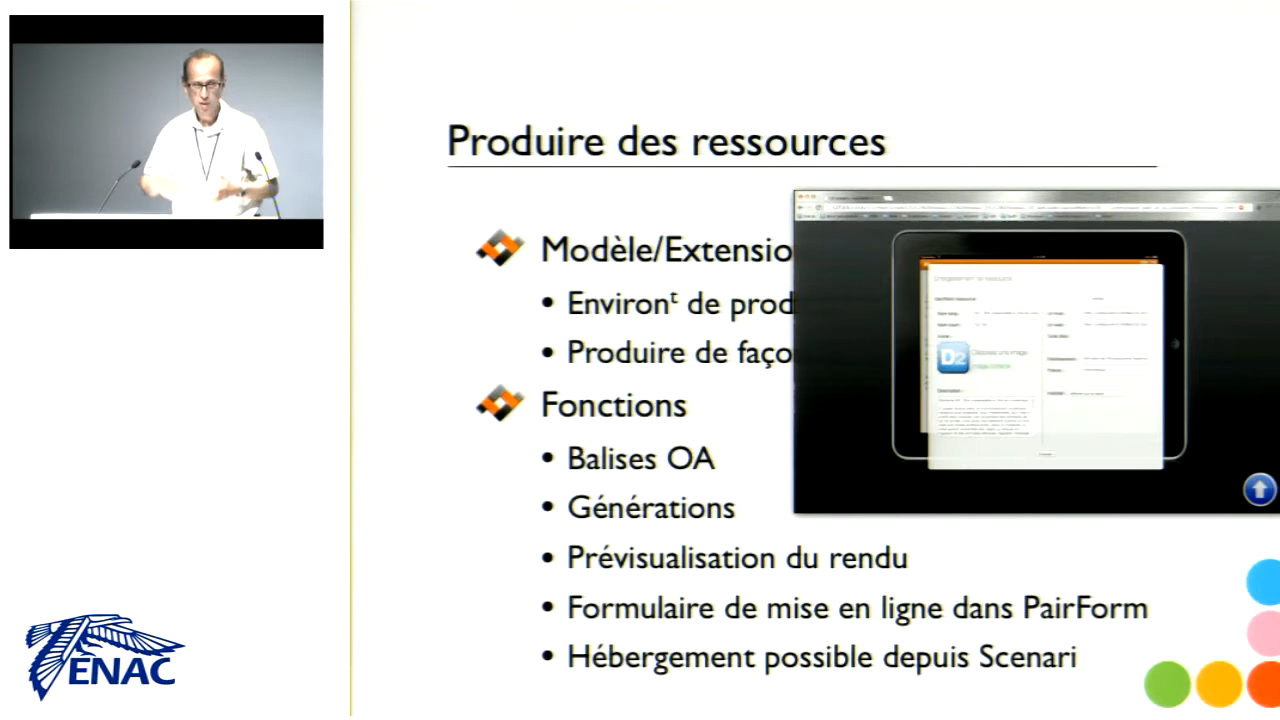 Produire des ressources
Modèle/Extensio
• Environᵗ de prod
• Produire de faço
Fonctions
• Balises OA
• Générations
• Prévisualisation du rendu
• Formulaire de mise en ligne dans PairForm
• Hébergement possible depuis Scenari
D2
ENAC